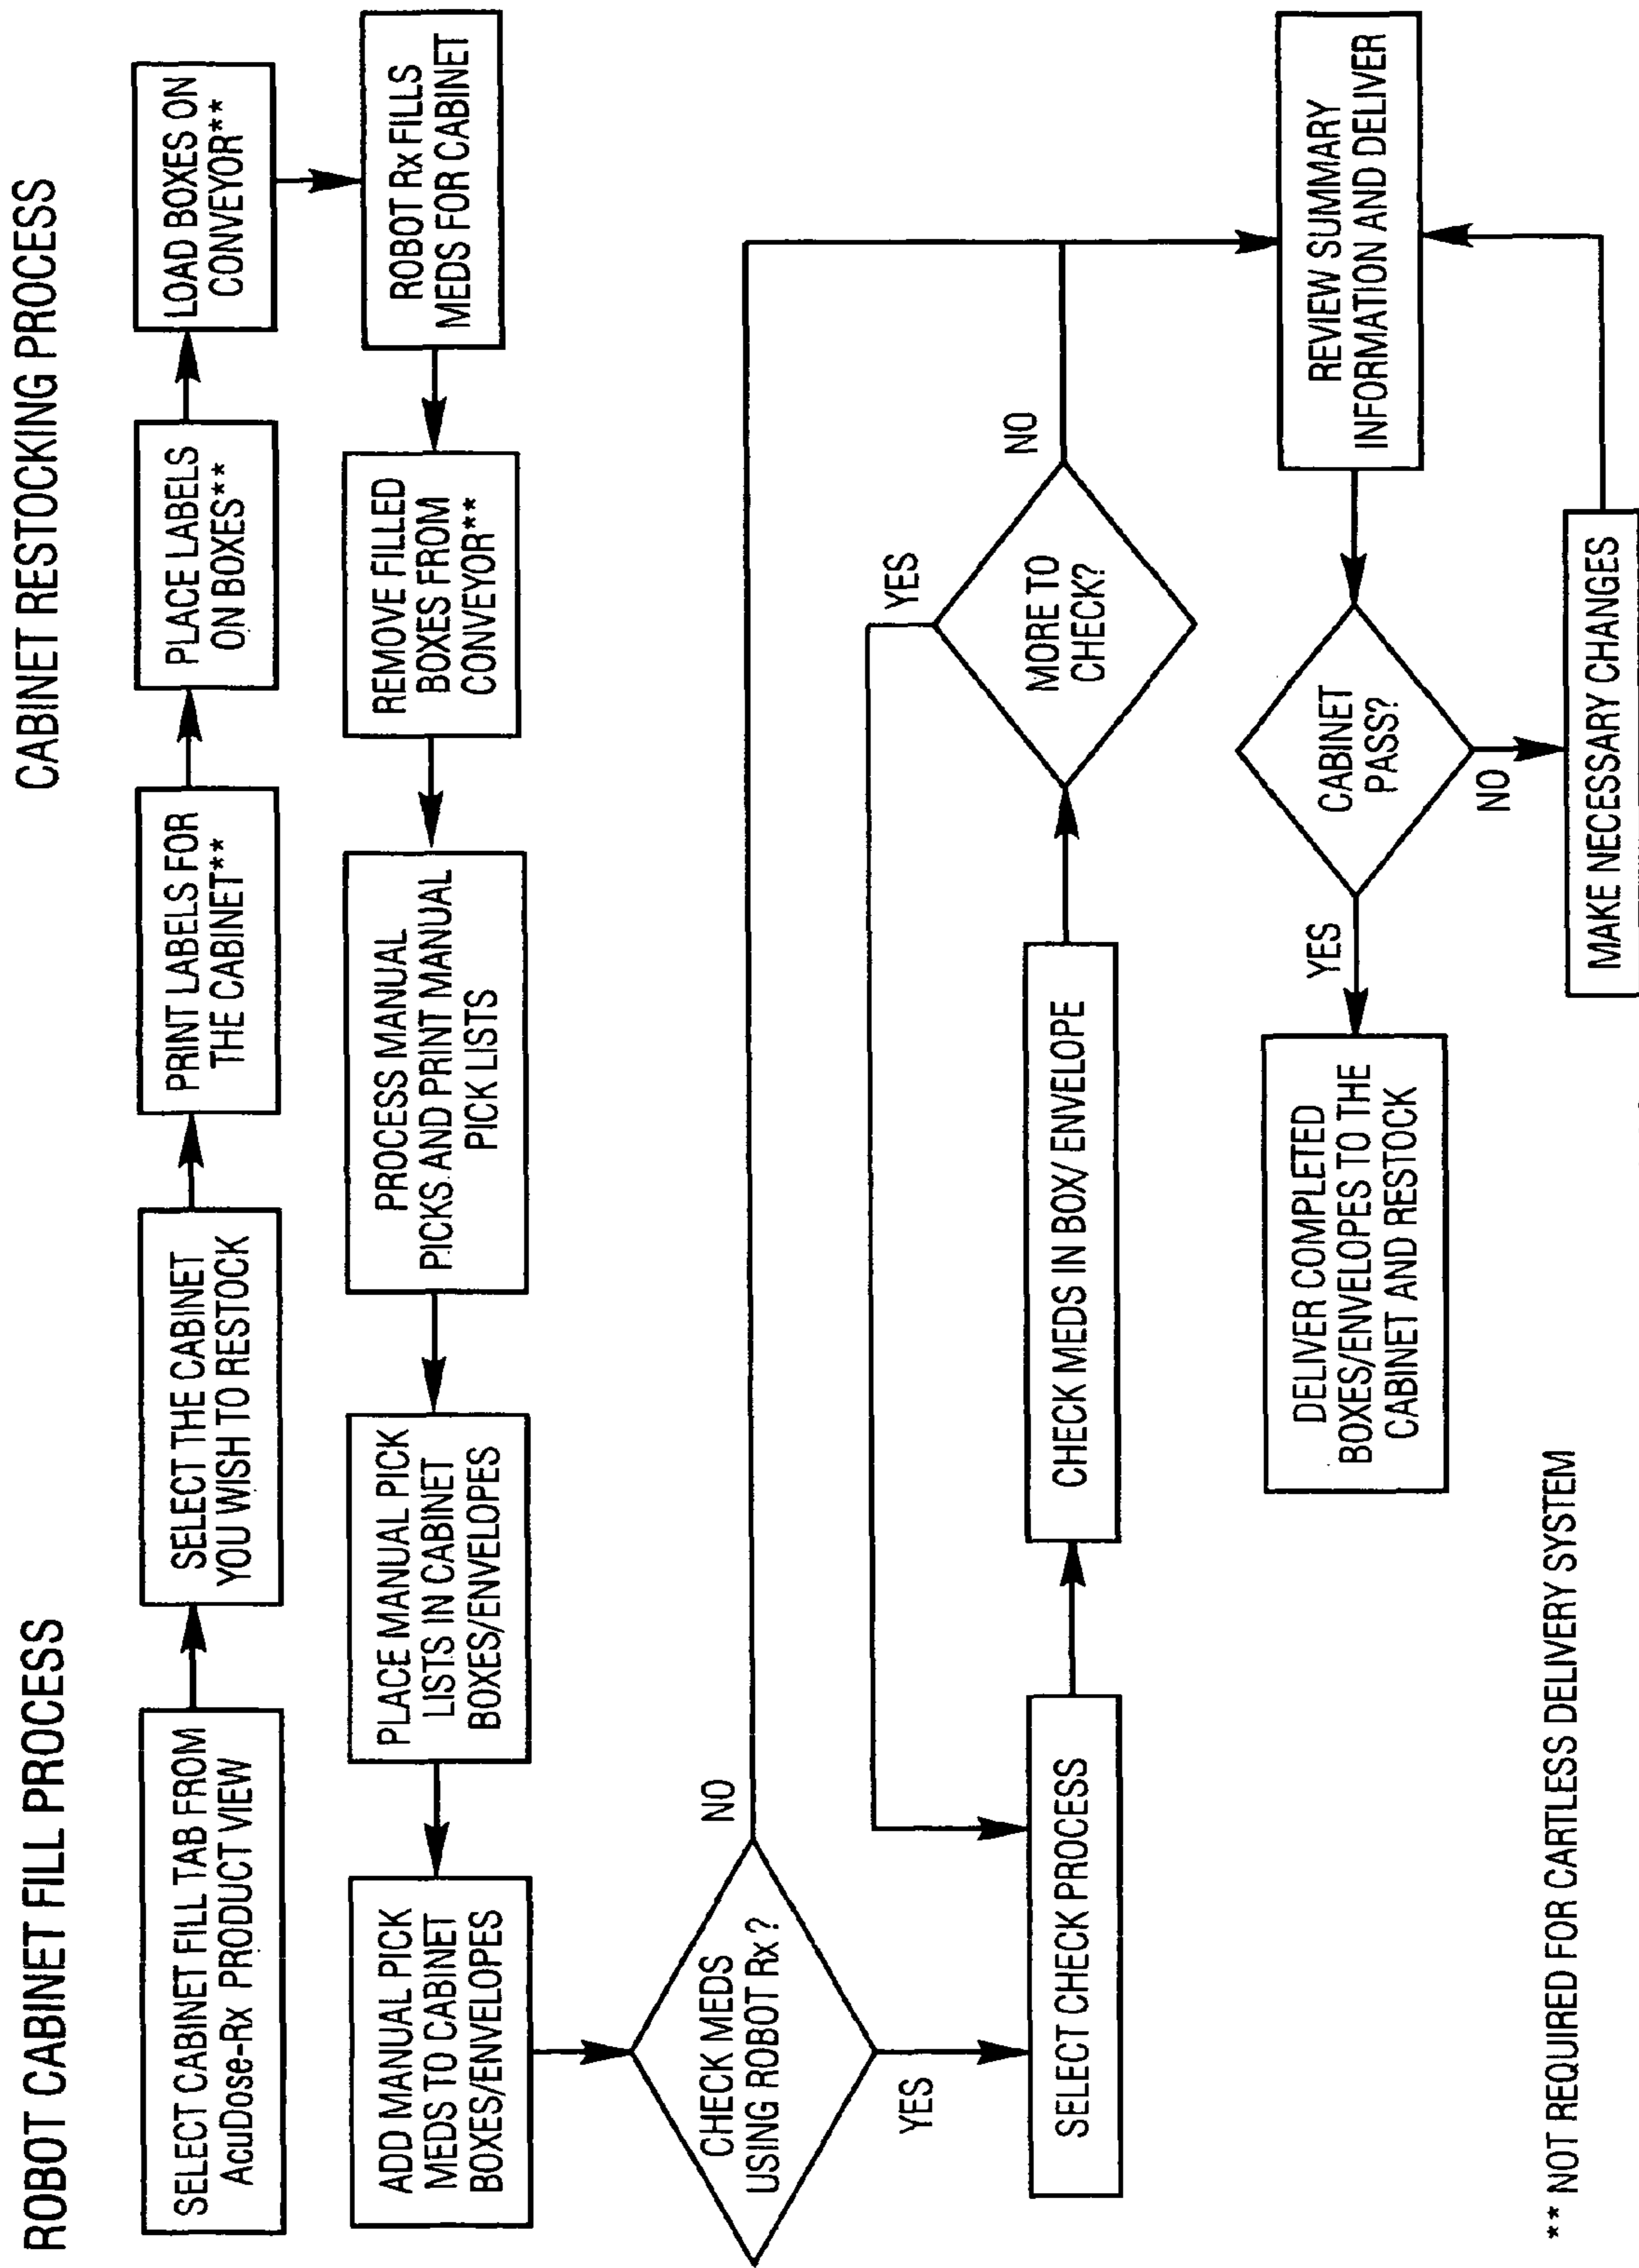 ROBOT CABINET FILL PROCESS
CABINET RESTOCKING PROCESS
SELECT CABINET FILL TAB FROM
AcuDose-Rx PRODUCT VIEW
SELECT THE CABINET
YOU WISH TO RESTOCK
PRINT LABELS FOR
THE CABINET**
PLACE LABELS
ON BOXES**
LOAD BOXES ON
CONVEYOR**
ROBOT Rx FILLS
MEDS FOR CABINET
REMOVE FILLED
BOXES FROM
CONVEYOR**
PROCESS MANUAL
PICKS AND PRINT MANUAL
PICK LISTS
PLACE MANUAL PICK
LISTS IN CABINET
BOXES/ENVELOPES
ADD MANUAL PICK
MEDS TO CABINET
BOXES/ENVELOPES
CHECK MEDS
USING ROBOT Rx ?
NO
YES
SELECT CHECK PROCESS
CHECK MEDS IN BOX/ ENVELOPE
MORE TO
CHECK?
YES
NO
REVIEW SUMMARY
INFORMATION AND DELIVER
CABINET
PASS?
YES
NO
DELIVER COMPLETED
BOXES/ENVELOPES TO THE
CABINET AND RESTOCK
MAKE NECESSARY CHANGES
** NOT REQUIRED FOR CARTLESS DELIVERY SYSTEM